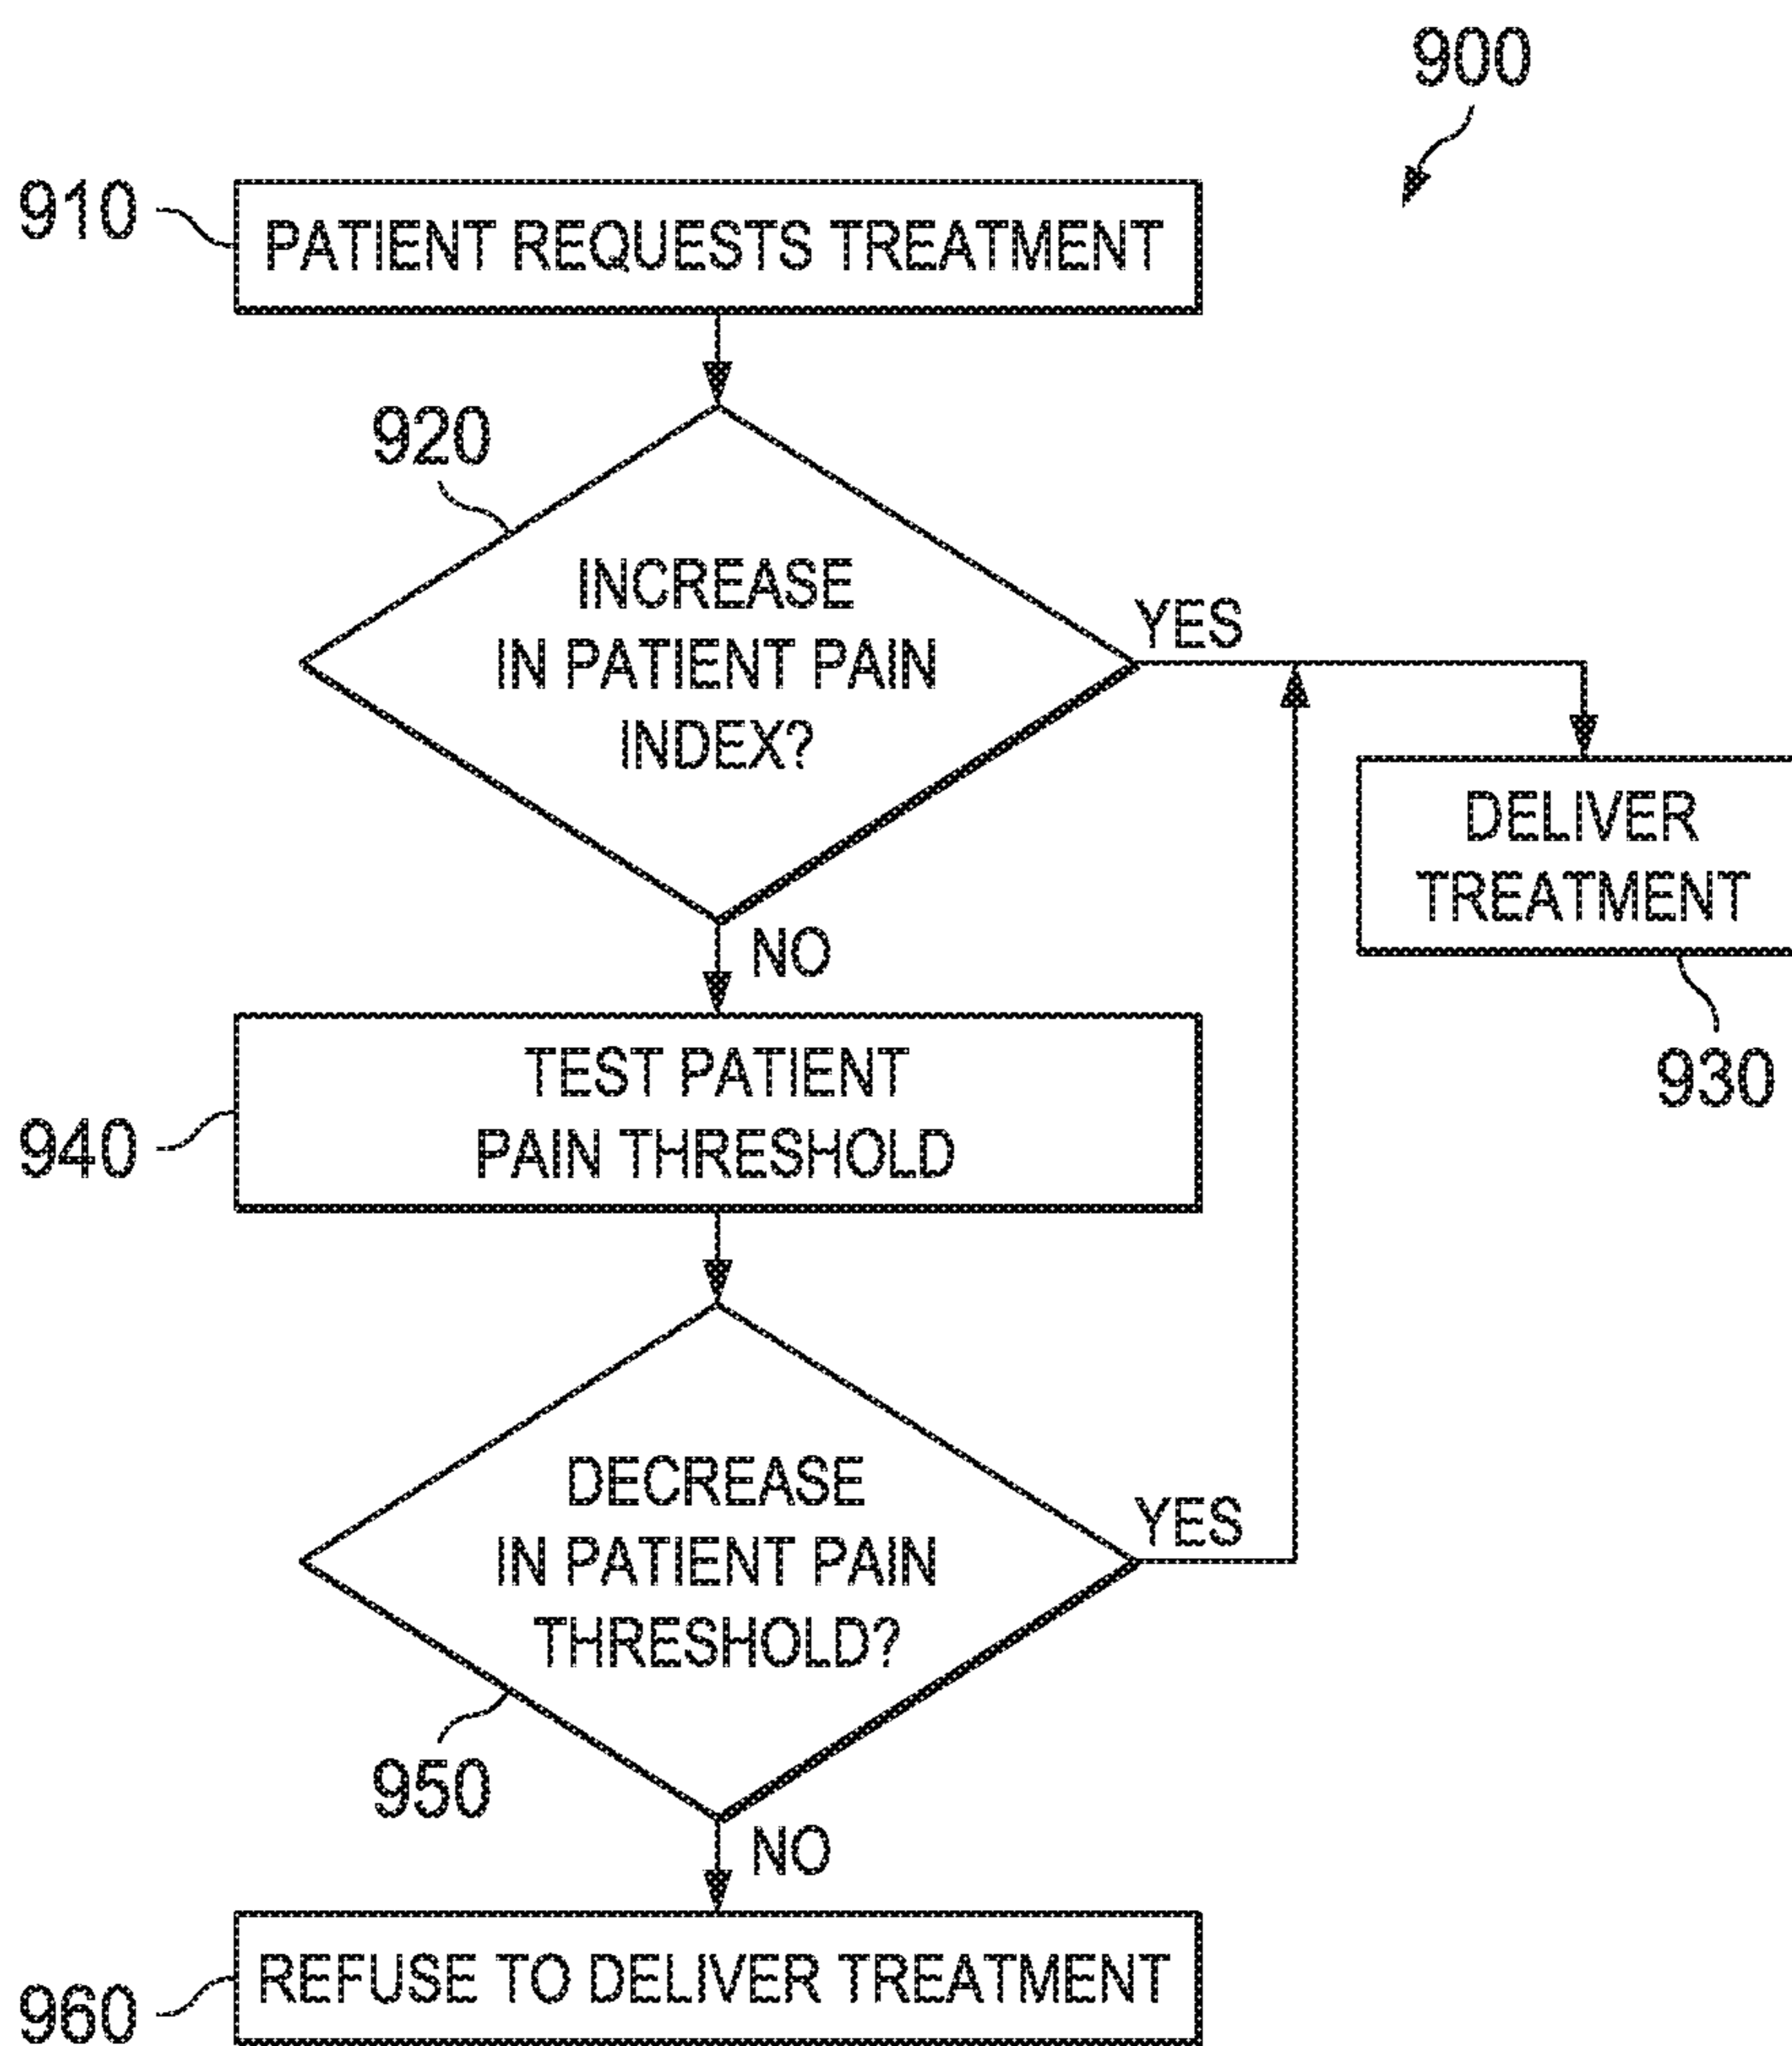 900
910
PATIENT REQUESTS TREATMENT
920
INCREASE
IN PATIENT PAIN
INDEX?
YES
DELIVER
TREATMENT
930
NO
TEST PATIENT
PAIN THRESHOLD
940
DECREASE
IN PATIENT PAIN
THRESHOLD?
YES
950
NO
REFUSE TO DELIVER TREATMENT
960